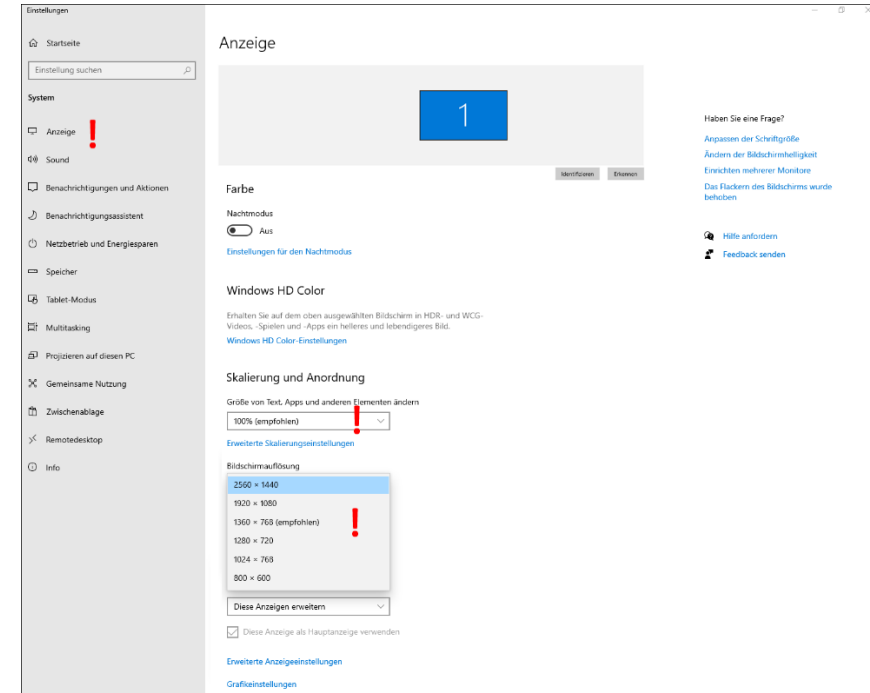 Einstellungen
Startseite
Einstellung suchen
System
Anzeige
Sound
Benachrichtigungen und Aktionen
Benachrichtigungsassistent
Netzbetrieb und Energiesparen
Speicher
Tablet-Modus
Multitasking
Projizieren auf diesen PC
Gemeinsame Nutzung
Zwischenablage
Remotedesktop
Info
Anzeige
1
Identifizieren
Erkennen
Farbe
Nachtmodus
Aus
Einstellungen für den Nachtmodus
Windows HD Color
Erhalten Sie auf dem oben ausgewählten Bildschirm in HDR- und WCG-
Videos, -Spielen und -Apps ein helleres und lebendigeres Bild.
Windows HD Color-Einstellungen
Skalierung und Anordnung
Größe von Text, Apps und anderen Elementen ändern
100% (empfohlen)
Erweiterte Skalierungseinstellungen
Bildschirmauflösung
2560 × 1440
1920 × 1080
1360 × 768 (empfohlen)
1280 × 720
1024 × 768
800 × 600
Diese Anzeigen erweitern
Diese Anzeige als Hauptanzeige verwenden
Erweiterte Anzeigeeinstellungen
Grafikeinstellungen
Haben Sie eine Frage?
Anpassen der Schriftgröße
Ändern der Bildschirmhelligkeit
Einrichten mehrerer Monitore
Das Flackern des Bildschirms wurde
behoben
Hilfe anfordern
Feedback senden
!
!
!